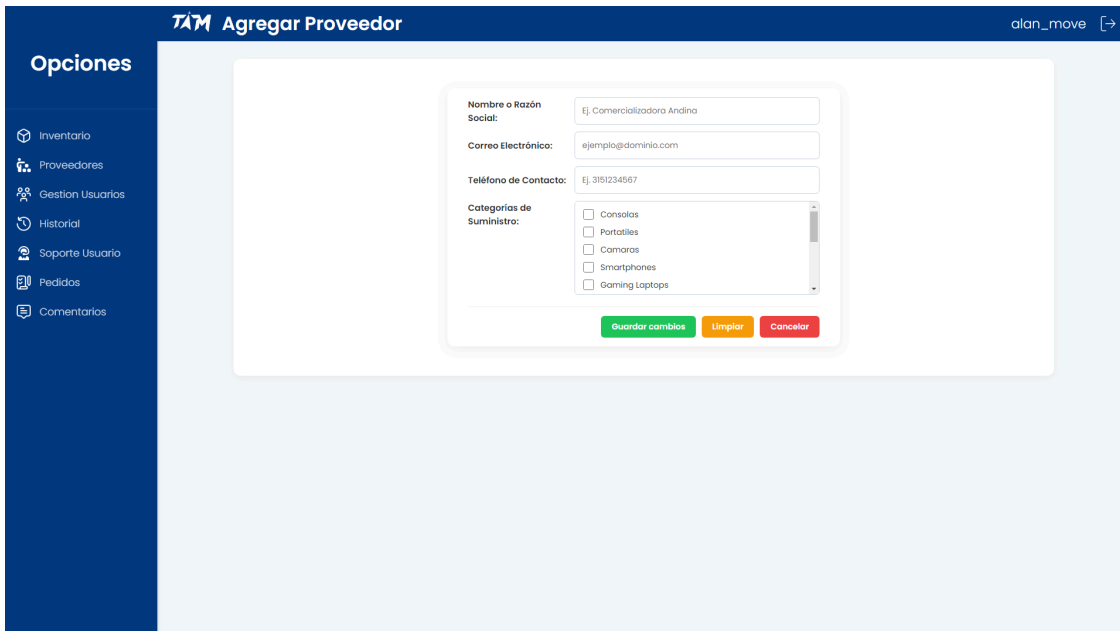 TAM Agregar Proveedor
alan_move
Opciones
Inventario
Proveedores
Gestion Usuarios
Historial
Soporte Usuario
Pedidos
Comentarios
Nombre o Razón
Social:
Ej. Comercializadora Andina
Correo Electrónico:
ejemplo@dominio.com
Teléfono de Contacto:
Ej. 3151234567
Categorías de
Suministro:
Consolas
Portatiles
Camaras
Smartphones
Gaming Laptops
Guardar cambios
Limpiar
Cancelar